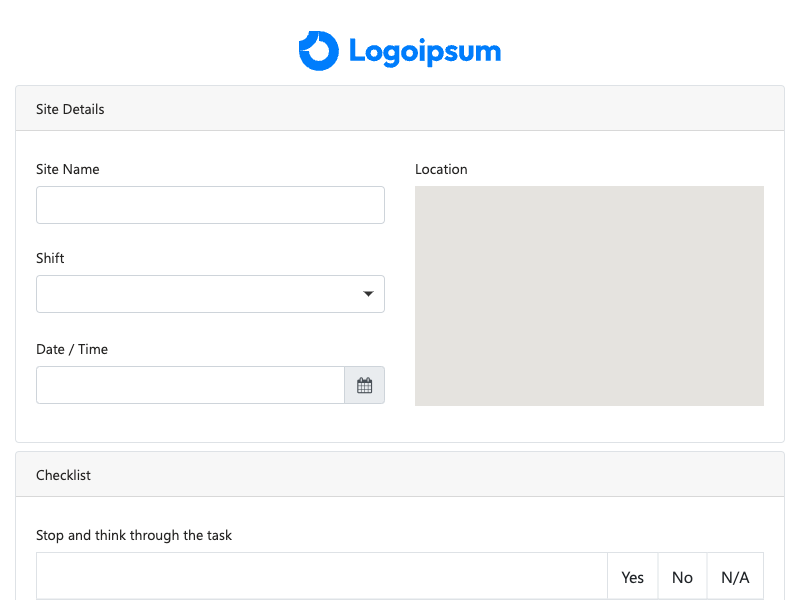 Logoipsum
Site Details
Site Name
Location
Shift
Date / Time
Checklist
Stop and think through the task
Yes No N/A